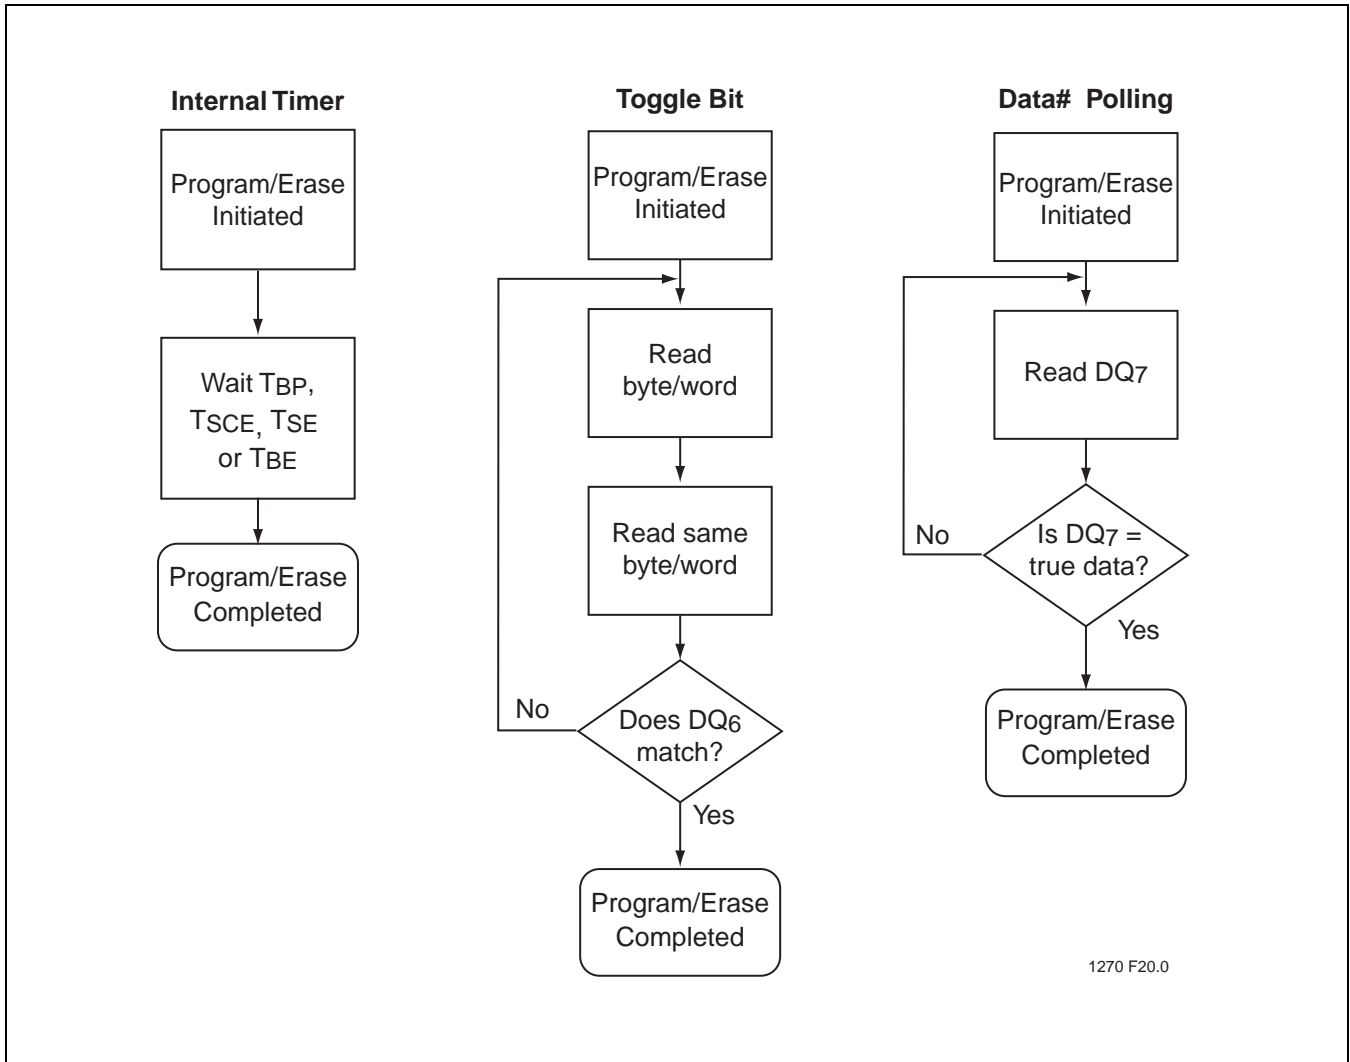 Internal Timer
Program/Erase
Initiated
Wait TBP,
TSCE, TSE
or TBE
Program/Erase
Completed
Toggle Bit
Program/Erase
Initiated
Read
byte/word
Read same
byte/word
Does DQ6
match?
No
Yes
Program/Erase
Completed
Data# Polling
Program/Erase
Initiated
Read DQ7
Is DQ7 =
true data?
No
Yes
Program/Erase
Completed
1270 F20.0